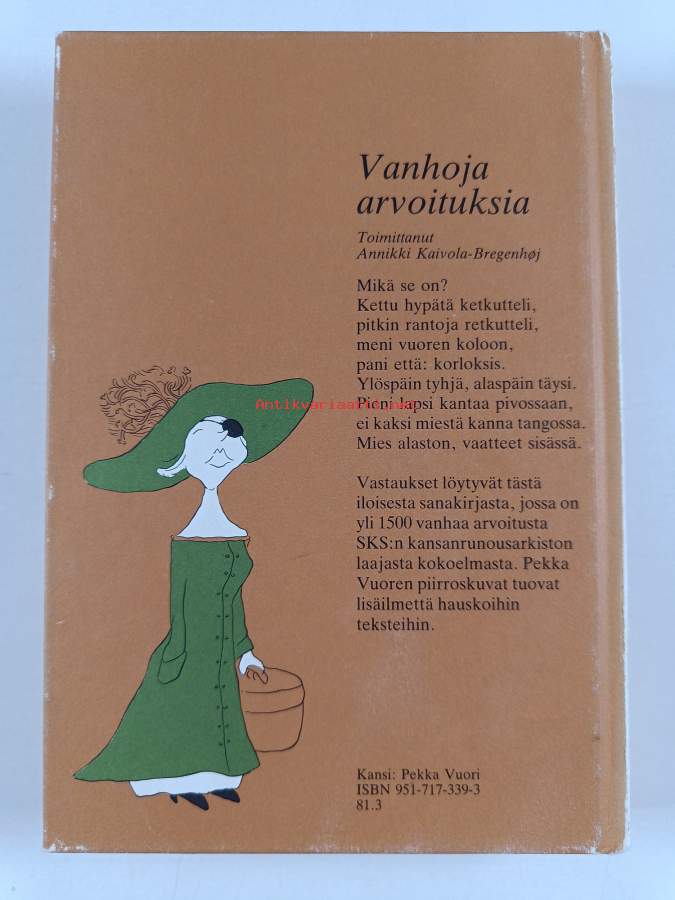 Vanhoja
arvoituksia
Toimittanut
Annikki Kaivola-Bregenhøj
Mikä se on?
Kettu hypätä ketkutteli,
pitkin rantoja retkutteli,
meni vuoren koloon,
pani että: korloksis.
Ylöspäin tyhjä, alaspäin täysi.
Antikvariaatit.net
Pieni lapsi kantaa pivossaan,
ei kaksi miestä kanna tangossa.
Mies alaston, vaatteet sisässä.
Vastaukset löytyvät tästä
iloisesta sanakirjasta, jossa on
yli 1500 vanhaa arvoitusta
SKS:n kansanrunousarkiston
laajasta kokoelmasta. Pekka
Vuoren piirroskuvat tuovat
lisäilmettä hauskoihin
teksteihin.
Kansi: Pekka Vuori
ISBN 951-717-339-3
81.3